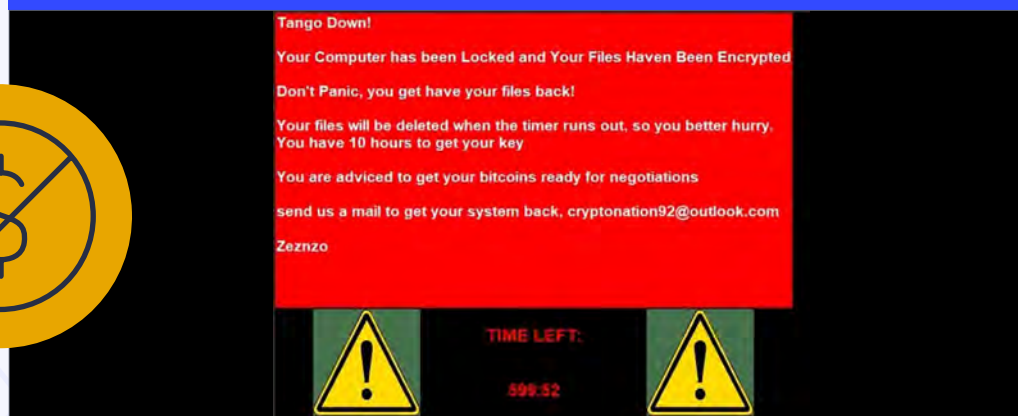 Tango Down!
Your Computer has been Locked and Your Files Haven Been Encrypted
Don't Panic, you get have your files back!
Your files will be deleted when the timer runs out, so you better hurry.
You have 10 hours to get your key
You are adviced to get your bitcoins ready for negotiations
send us a mail to get your system back, cryptonation92@outlook.com
Zeznzo
TIME LEFT:
599:52